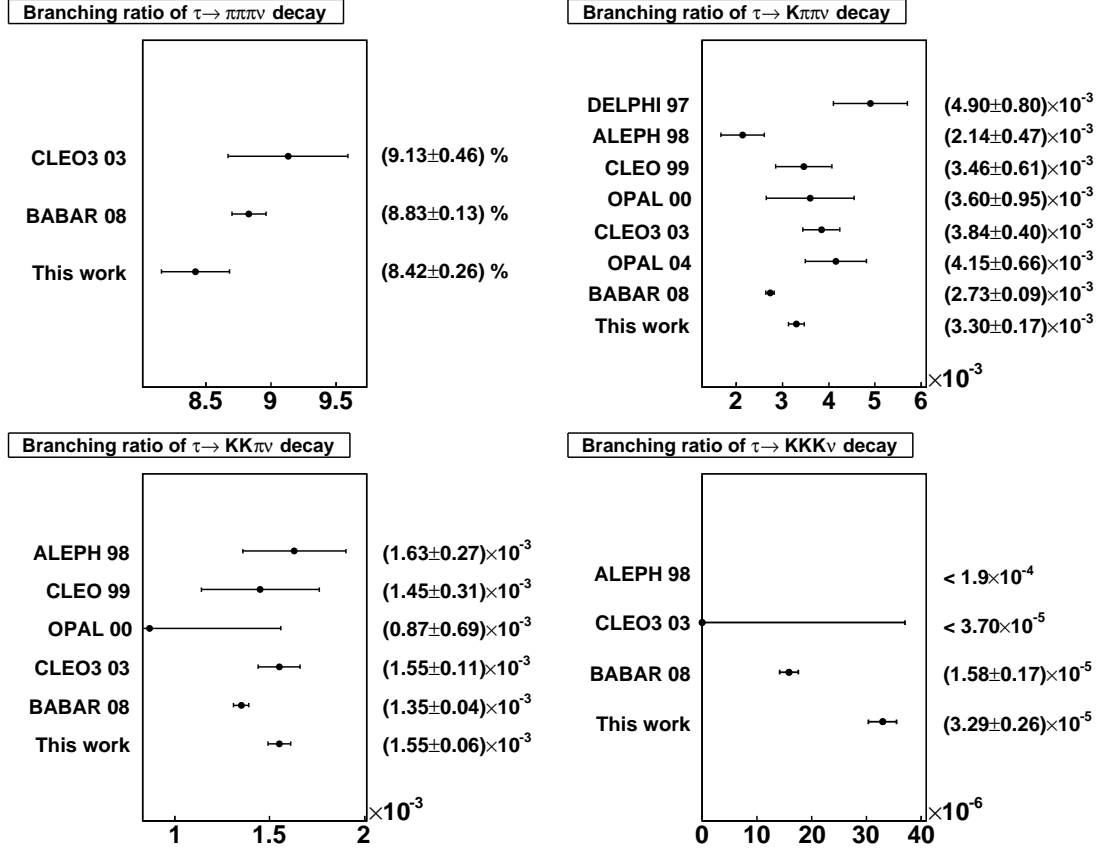 Branching ratio of τ→ πππν decay
CLEO3 03 (9.13±0.46) %
BABAR 08 (8.83±0.13) %
This work (8.42±0.26) %
8.5 9 9.5
Branching ratio of τ→ Kππν decay
DELPHI 97 (4.90±0.80)×10⁻³
ALEPH 98 (2.14±0.47)×10⁻³
CLEO 99 (3.46±0.61)×10⁻³
OPAL 00 (3.60±0.95)×10⁻³
CLEO3 03 (3.84±0.40)×10⁻³
OPAL 04 (4.15±0.66)×10⁻³
BABAR 08 (2.73±0.09)×10⁻³
This work (3.30±0.17)×10⁻³
×10⁻³
2 3 4 5 6
Branching ratio of τ→ KKπν decay
ALEPH 98 (1.63±0.27)×10⁻³
CLEO 99 (1.45±0.31)×10⁻³
OPAL 00 (0.87±0.69)×10⁻³
CLEO3 03 (1.55±0.11)×10⁻³
BABAR 08 (1.35±0.04)×10⁻³
This work (1.55±0.06)×10⁻³
×10⁻³
1 1.5 2
Branching ratio of τ→ KKKν decay
ALEPH 98 < 1.9×10⁻⁴
CLEO3 03 < 3.70×10⁻⁵
BABAR 08 (1.58±0.17)×10⁻⁵
This work (3.29±0.26)×10⁻⁵
×10⁻⁶
0 10 20 30 40